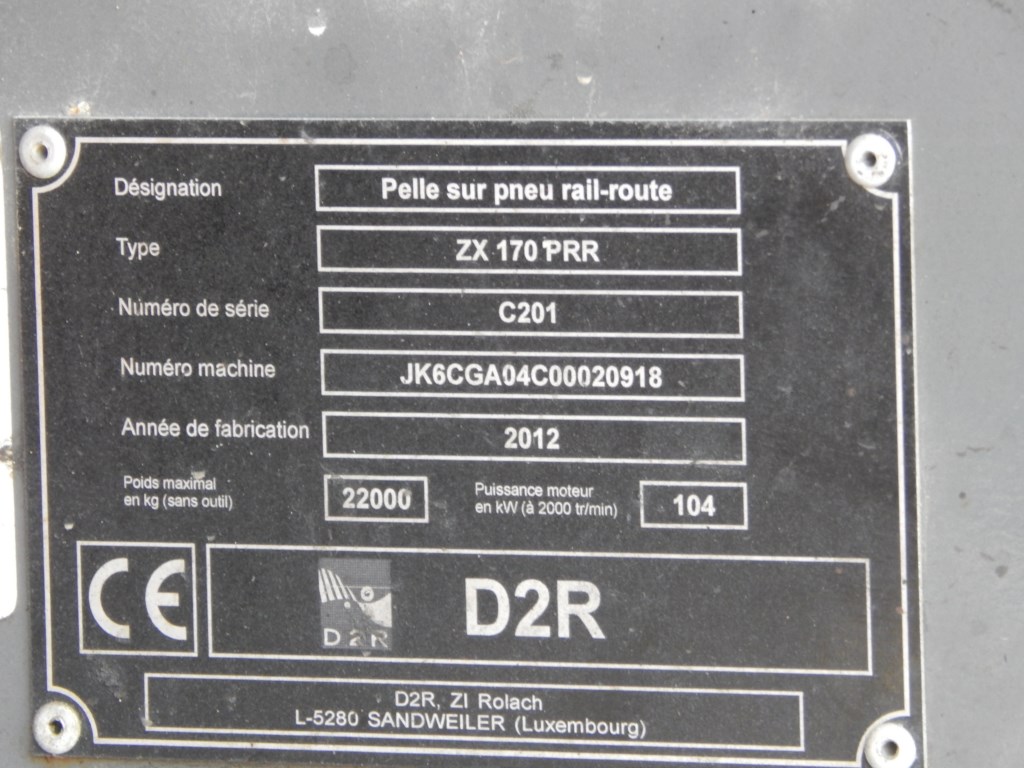 Désignation Pelle sur pneu rail-route
Type ZX 170 PRR
Numéro de série C201
Numéro machine JK6CGA04C00020918
Année de fabrication 2012
Poids maximal
en kg (sans outil) 22000
Puissance moteur
en kW (à 2000 tr/min) 104
CE
D2R
D2R
D2R, ZI Rolach
L-5280 SANDWEILER (Luxembourg)